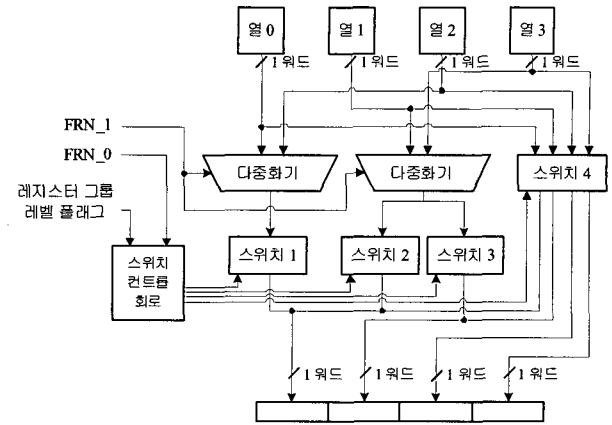 열 0
열 1
열 2
열 3
1 워드
1 워드
1 워드
1 워드
FRN_1
FRN_0
레지스터 그룹
레벨 플래그
다중화기
다중화기
스위치 4
스위치
컨트롤
회로
스위치 1
스위치 2
스위치 3
1 워드
1 워드
1 워드
1 워드